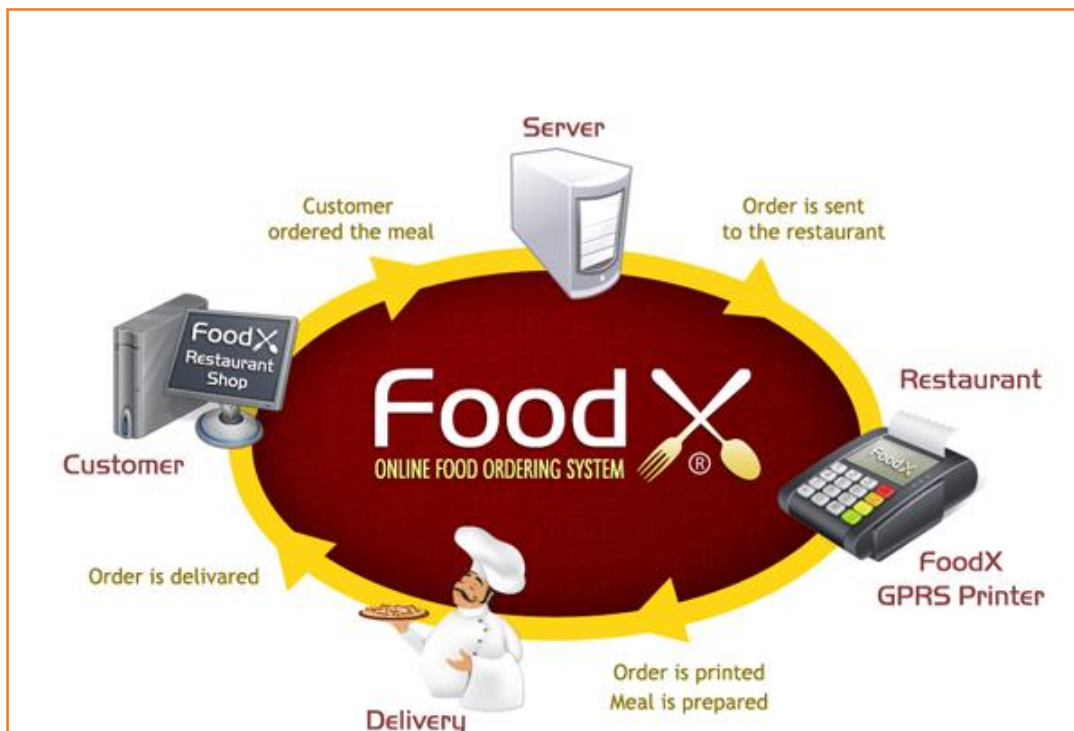 Server
Customer
ordered the meal
Order is sent
to the restaurant
FoodX
Restaurant
Shop
Customer
FoodX
ONLINE FOOD ORDERING SYSTEM
®
Restaurant
FoodX
FoodX
GPRS Printer
Order is delivared
Order is printed
Meal is prepared
Delivery